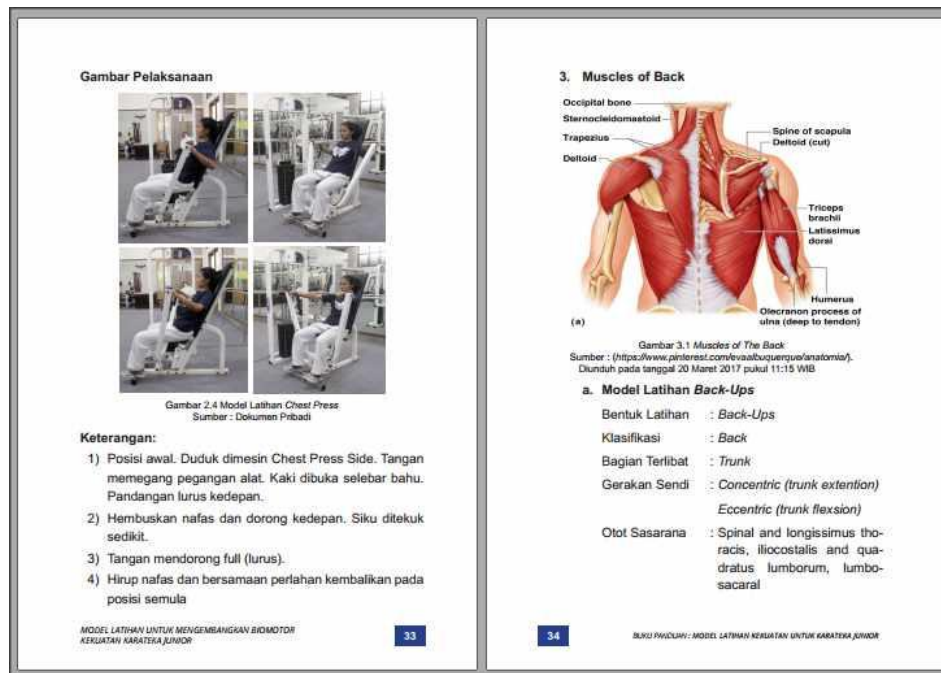 Gambar Pelaksanaan
Gambar 2.4 Model Latihan Chest Press
Sumber : Dokumen Pribadi
Keterangan:
1) Posisi awal. Duduk dimesin Chest Press Side. Tangan
memegang pegangan alat. Kaki dibuka selebar bahu.
Pandangan lurus kedepan.
2) Hembuskan nafas dan dorong kedepan. Siku ditekuk
sedikit.
3) Tangan mendorong full (lurus).
4) Hirup nafas dan bersamaan perlahan kembalikan pada
posisi semula
MODEL LATIHAN UNTUK MENGEMBANGKAN BIOMOTOR
KEKUATAN KARATEKA JUNIOR
33
3. Muscles of Back
Occipital bone
Sternocleidomastoid
Trapezius
Deltoid
Spine of scapula
Deltoid (cut)
Triceps
brachii
Latissimus
dorsi
Humerus
Olecranon process of
ulna (deep to tendon)
(a)
Gambar 3.1 Muscles of The Back
Sumber : (https://www.pinterest.com/evaalbuquerque/anatomia/).
Diunduh pada tanggal 20 Maret 2017 pukul 11:15 WIB
a. Model Latihan Back-Ups
Bentuk Latihan : Back-Ups
Klasifikasi : Back
Bagian Terlibat : Trunk
Gerakan Sendi : Concentric (trunk extention)
Eccentric (trunk flexsion)
Otot Sasarana : Spinal and longissimus tho-
racis, iliocostalis and qua-
dratus lumborum, lumbo-
sacaral
34
BUKU PANDUAN : MODEL LATIHAN KEKUATAN UNTUK KARATEKA JUNIOR